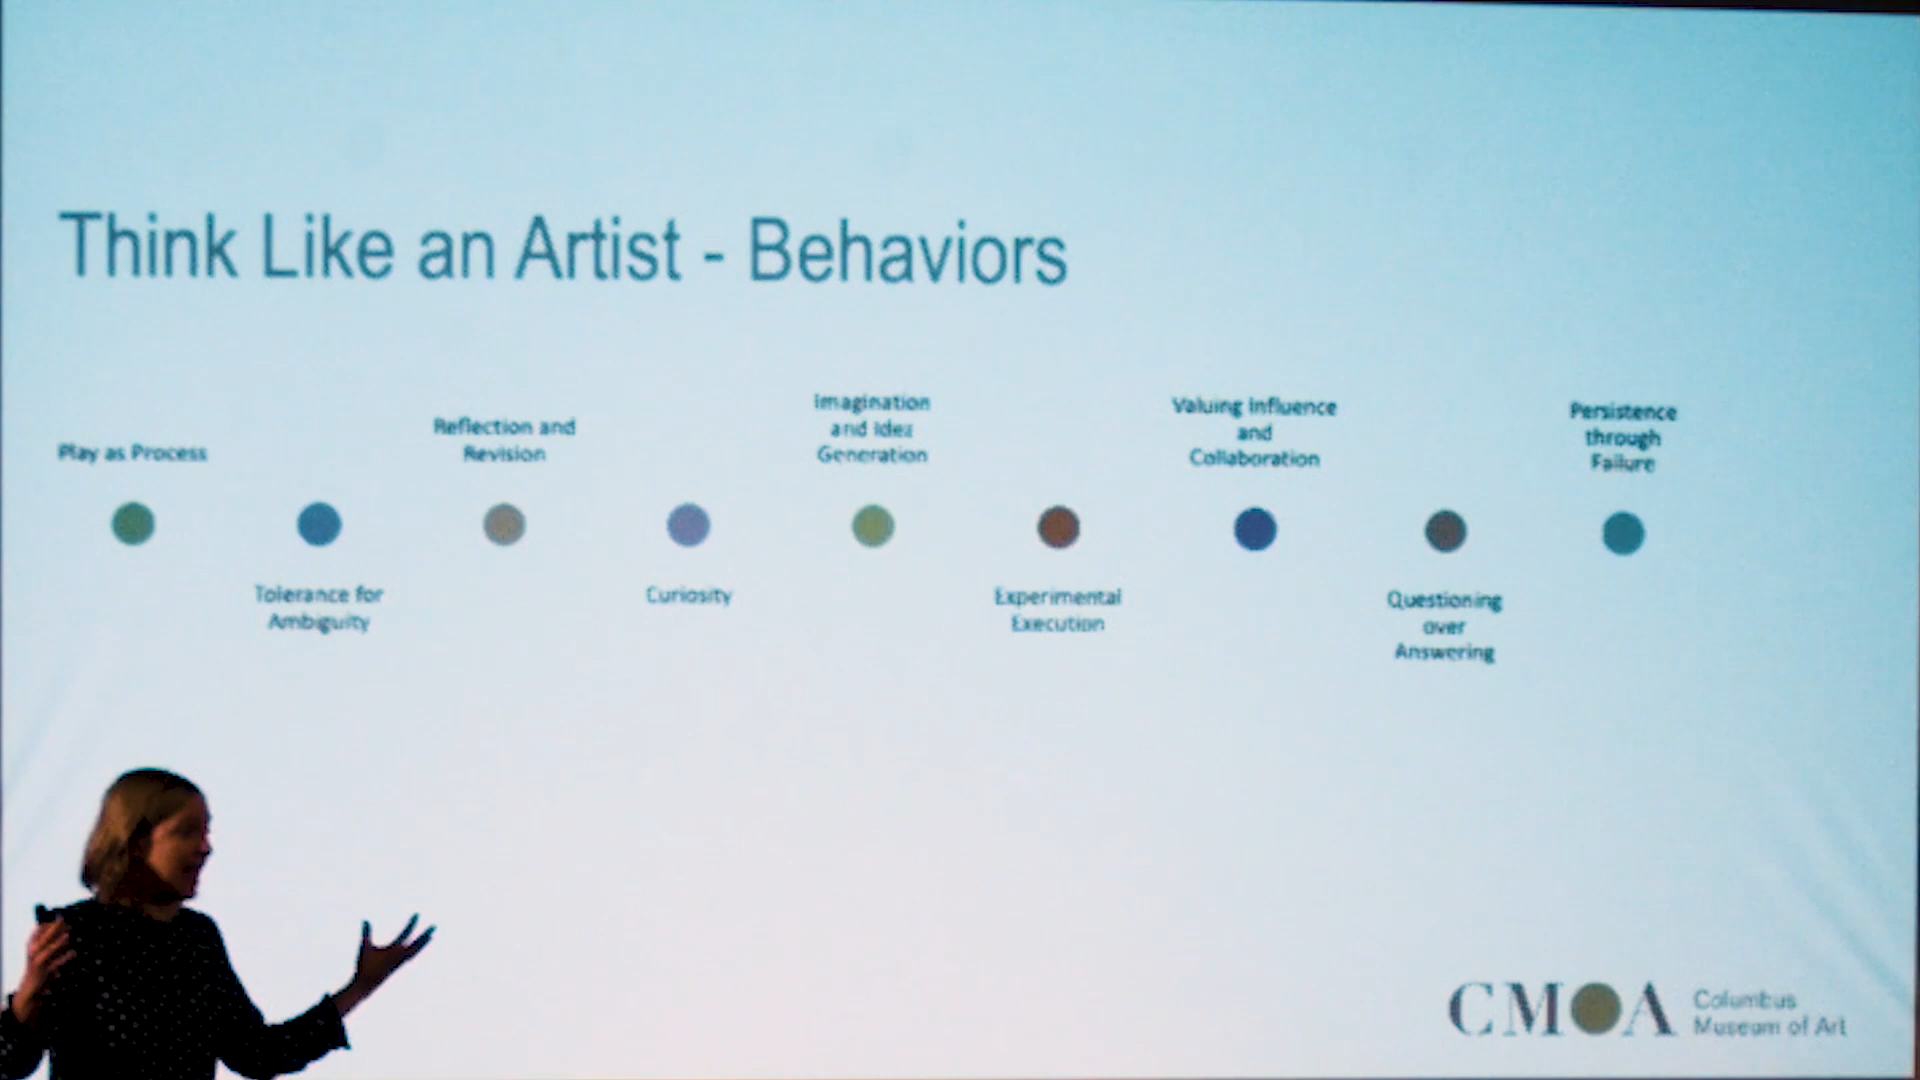 Think Like an Artist - Behaviors
Play as Process
Tolerance for
Ambiguity
Reflection and
Revision
Curiosity
Imagination
and Idea
Generation
Experimental
Execution
Valuing Influence
and
Collaboration
Questioning
over
Answering
Persistence
through
Failure
CMOA
Columbus
Museum of Art